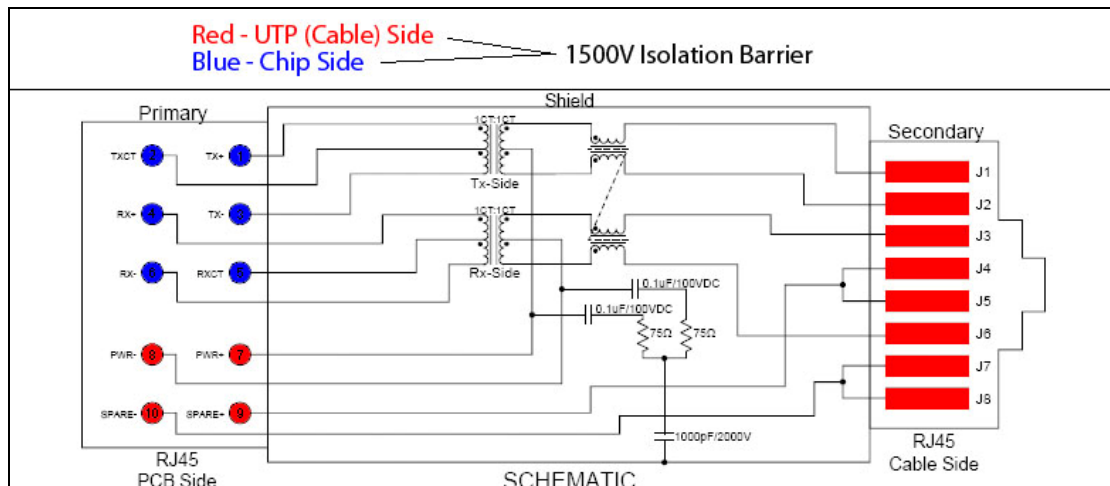 Red - UTP (Cable) Side
Blue - Chip Side
1500V Isolation Barrier
Shield
Primary
Secondary
1CT:1CT
TXCT 2 TX+ 1
J1
Tx-Side
J2
RX+ 4 TX- 3
1CT:1CT
J3
RX- 6 RXCT 5
Rx-Side
J4
0.1uF/100VDC
J5
0.1uF/100VDC
75Ω 75Ω
J6
PWR- 8 PWR+ 7
J7
J8
SPARE- 10 SPARE+ 9
1000pF/2000V
RJ45
PCB Side
SCHEMATIC
RJ45
Cable Side